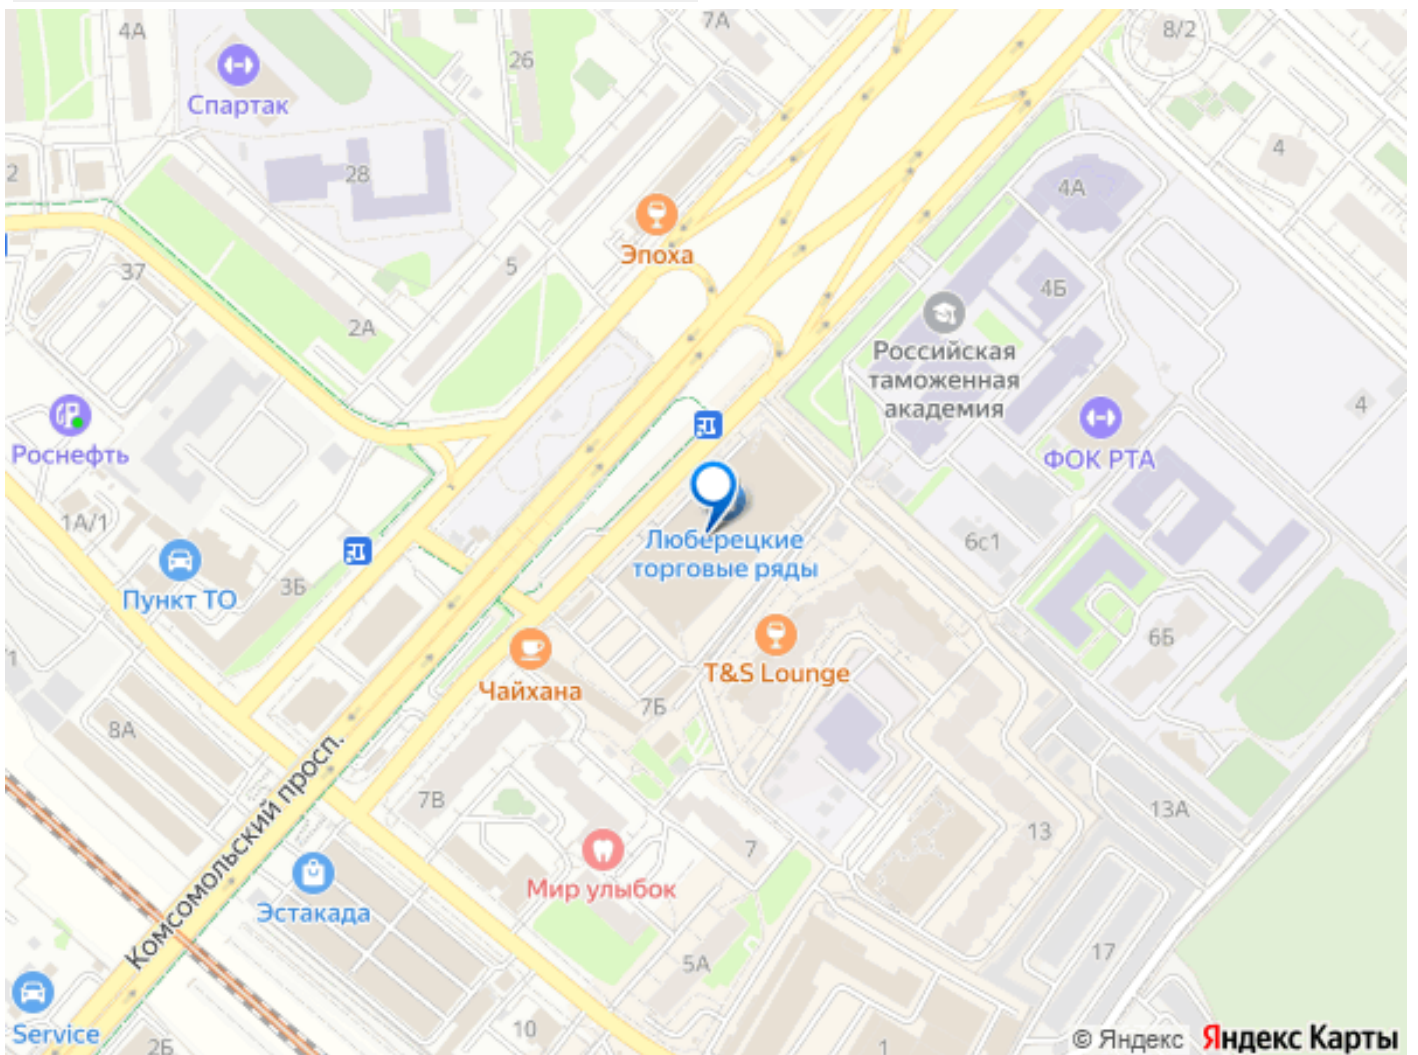 4А
7А
8/2
26
Спартак
4
28
2
4А
Эпоха
5
37
4Б
2А
Российская
таможенная
академия
4
Роснефть
ФОК РТА
1А/1
6с1
Люберецкие
торговые ряды
3Б
Пункт ТО
6Б
Чайхана
T&S Lounge
7Б
8А
7В
13А
13
7
Мир улыбок
Комсомольский просп.
Эстакада
17
5А
Service
10
2Б
1
© Яндекс Яндекс Карты